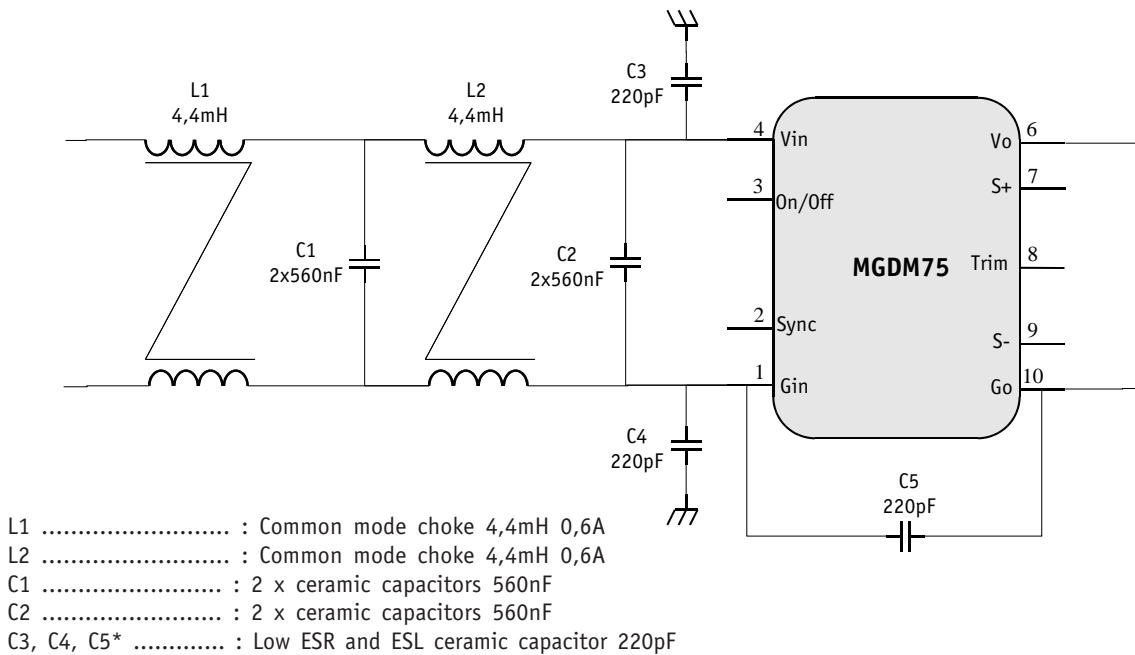 C3
220pF
L1
4,4mH
L2
4,4mH
4
Vin
Vo
6
3
On/Off
S+
7
C1
2x560nF
C2
2x560nF
MGDM75
Trim
8
2
Sync
S-
9
1
Gin
Go
10
C4
220pF
C5
220pF
L1 ........................ : Common mode choke 4,4mH 0,6A
L2 ........................ : Common mode choke 4,4mH 0,6A
C1 ....................... : 2 x ceramic capacitors 560nF
C2 ....................... : 2 x ceramic capacitors 560nF
C3, C4, C5* ............. : Low ESR and ESL ceramic capacitor 220pF